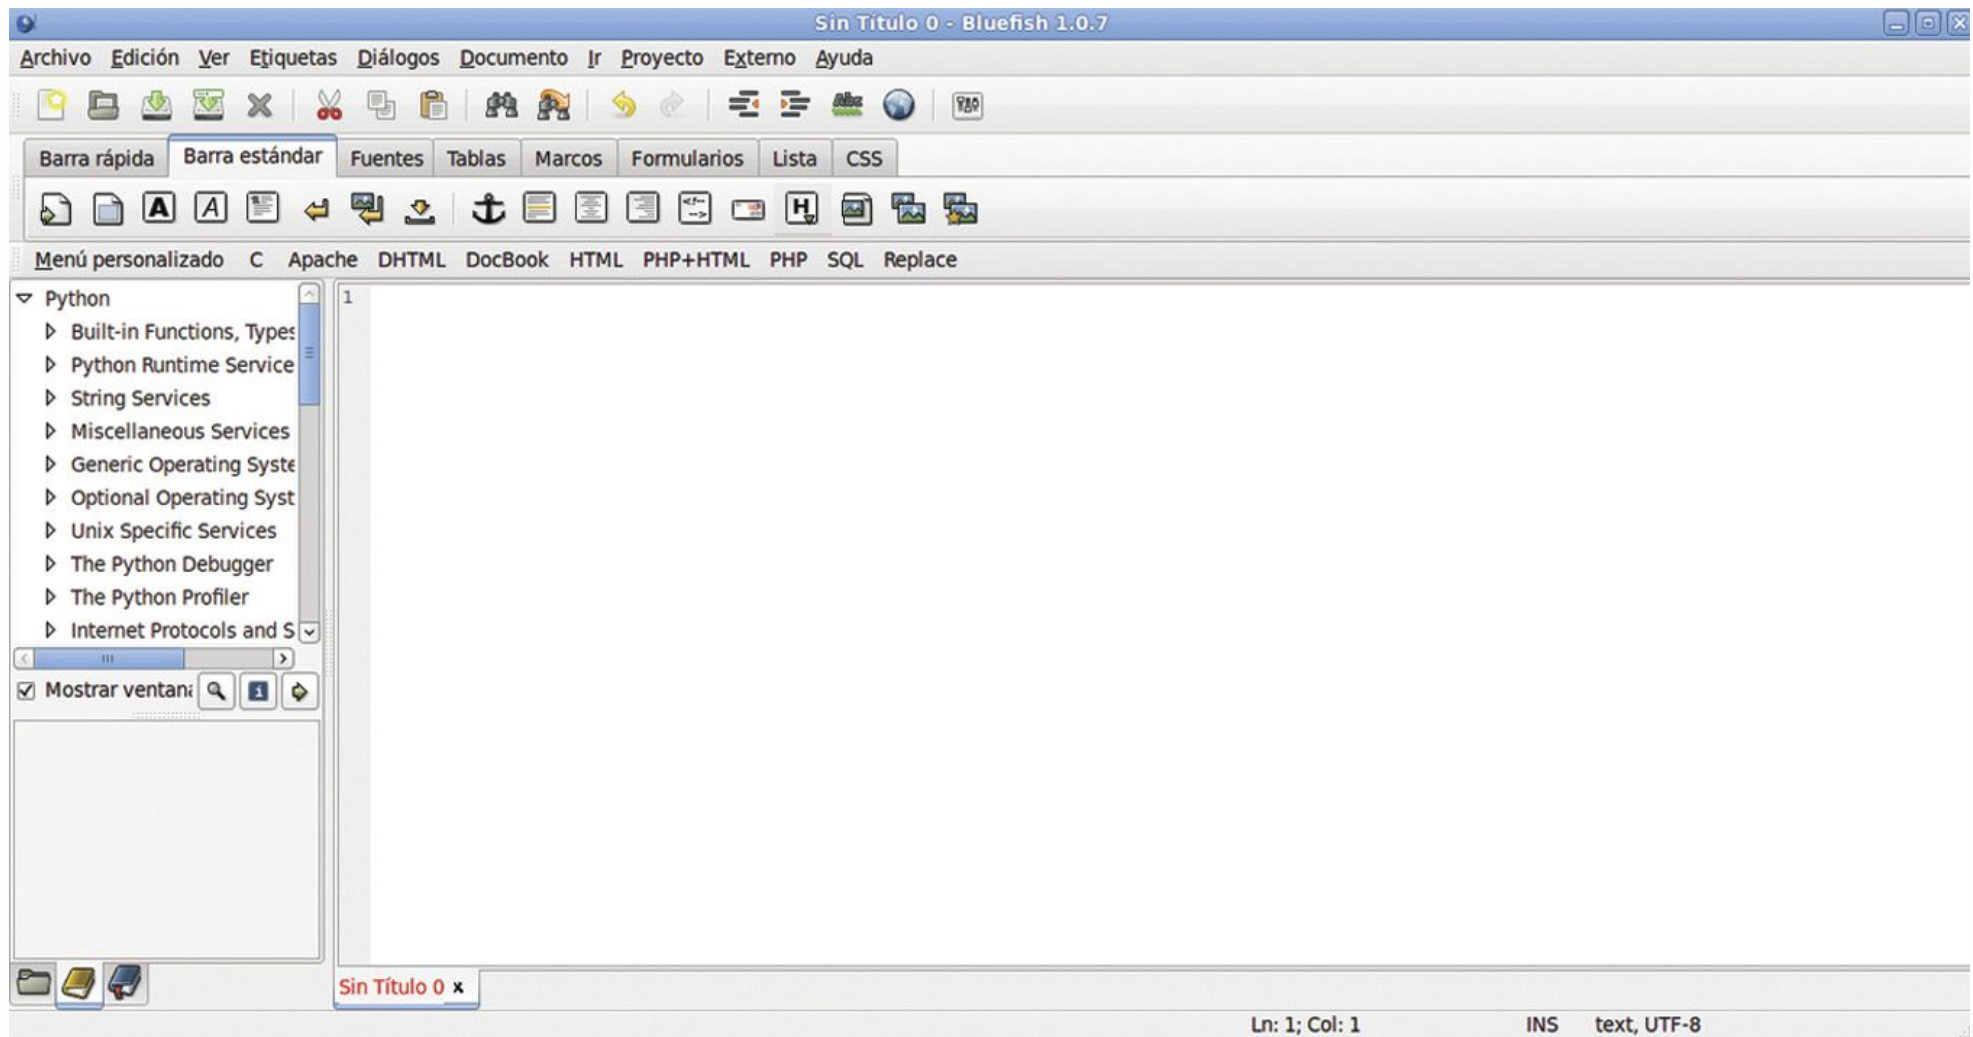 Sin Título 0 - Bluefish 1.0.7
Archivo Edición Ver Etiquetas Diálogos Documento Ir Proyecto Externo Ayuda
Abc
Barra rápida Barra estándar Fuentes Tablas Marcos Formularios Lista CSS
A A <!-- --> H
Menú personalizado C Apache DHTML DocBook HTML PHP+HTML PHP SQL Replace
Python
1
Built-in Functions, Types
Python Runtime Service
String Services
Miscellaneous Services
Generic Operating Syste
Optional Operating Syst
Unix Specific Services
The Python Debugger
The Python Profiler
Internet Protocols and S
Mostrar ventana
Sin Título 0 x
Ln: 1; Col: 1 INS text, UTF-8